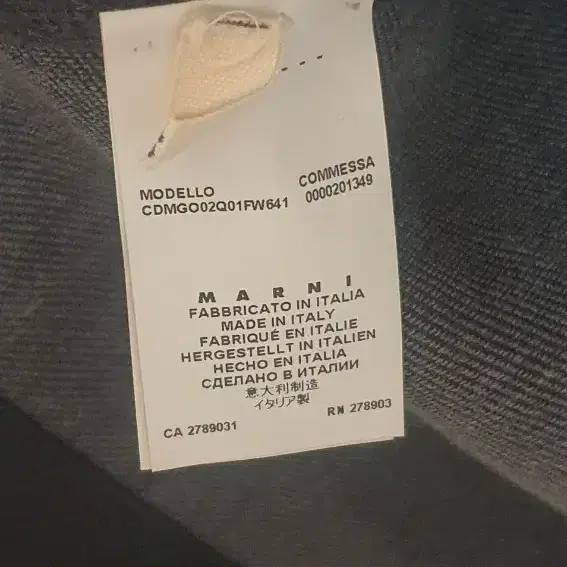 MODELLO
CDMGO02Q01FW641
COMMESSA
0000201349
MARNI
FABBRICATO IN ITALIA
MADE IN ITALY
FABRIQUÉ EN ITALIE
HERGESTELLT IN ITALIEN
HECHO EN ITALIA
СДЕЛАНО В ИТАЛИИ
意大利制造
イタリア製
CA 2789031
RN 278903